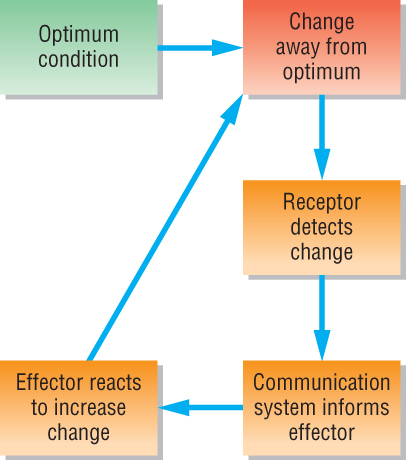 Optimum
condition
Change
away from
optimum
Receptor
detects
change
Communication
system informs
effector
Effector reacts
to increase
change